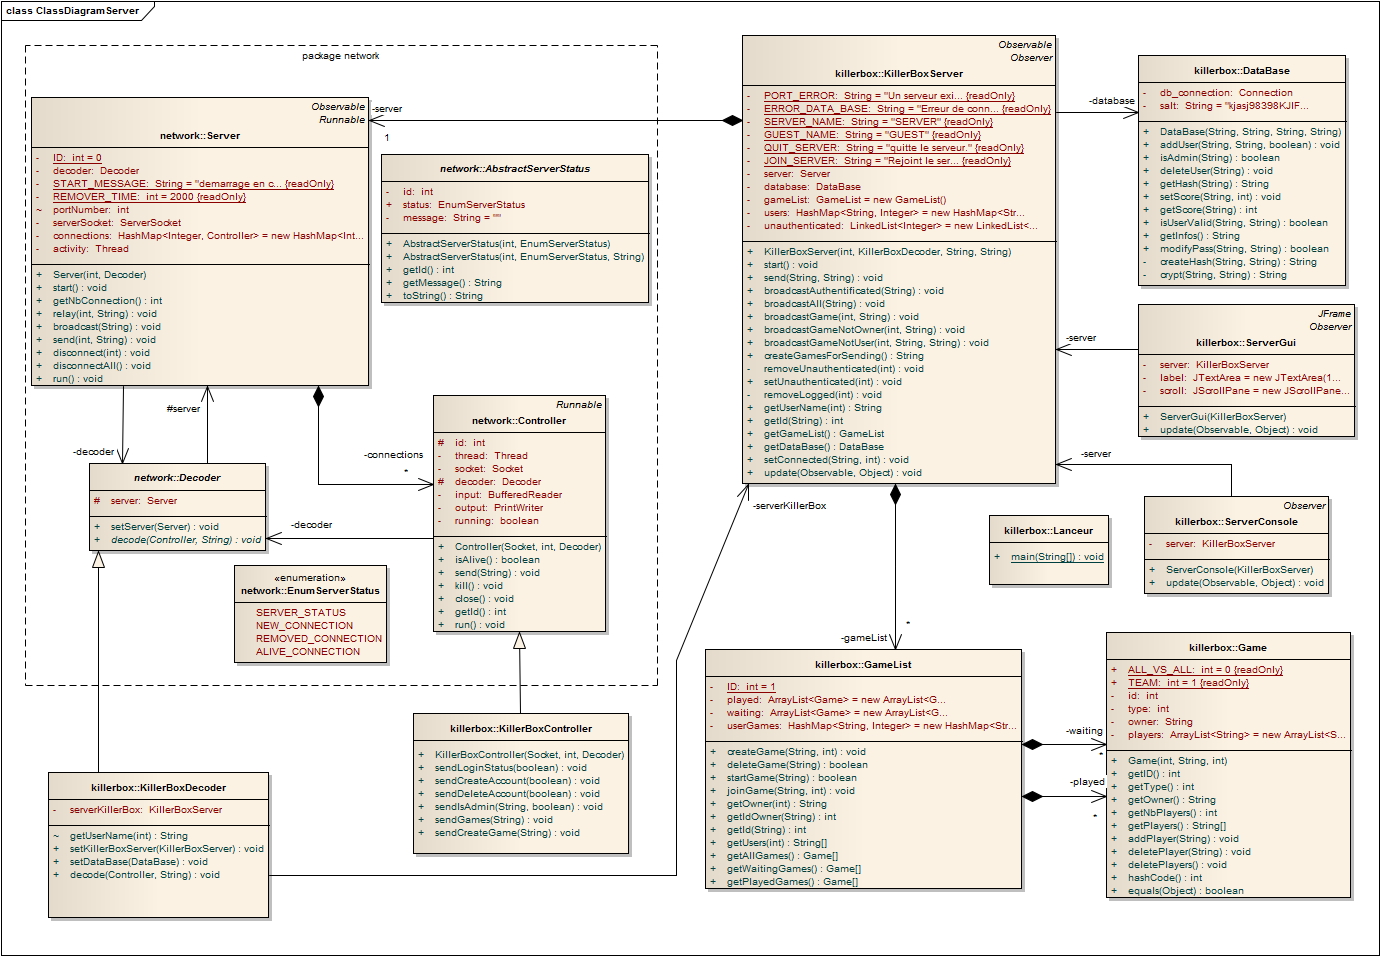 class ClassDiagramServer
package network
Observable
Runnable
network::Server
- ID: int = 0
- decoder: Decoder
- START_MESSAGE: String = "demarrage en c... {readOnly}
- REMOVER_TIME: int = 2000 {readOnly}
~ portNumber: int
- serverSocket: ServerSocket
- connections: HashMap<Integer, Controller> = new HashMap<Int...
- activity: Thread
+ Server(int, Decoder)
+ start() : void
+ getNbConnection() : int
+ relay(int, String) : void
+ broadcast(String) : void
+ send(int, String) : void
+ disconnect(int) : void
+ disconnectAll() : void
+ run() : void
-server
1
network::AbstractServerStatus
- id: int
+ status: EnumServerStatus
- message: String = ""
+ AbstractServerStatus(int, EnumServerStatus)
+ AbstractServerStatus(int, EnumServerStatus, String)
+ getId() : int
+ getMessage() : String
+ toString() : String
#server
-decoder
network::Decoder
# server: Server
+ setServer(Server) : void
+ decode(Controller, String) : void
-connections
*
-decoder
Runnable
network::Controller
# id: int
- thread: Thread
- socket: Socket
# decoder: Decoder
- input: BufferedReader
- output: PrintWriter
- running: boolean
+ Controller(Socket, int, Decoder)
+ isAlive() : boolean
+ send(String) : void
+ kill() : void
+ close() : void
+ getId() : int
+ run() : void
«enumeration»
network::EnumServerStatus
SERVER_STATUS
NEW_CONNECTION
REMOVED_CONNECTION
ALIVE_CONNECTION
killerbox::KillerBoxController
+ KillerBoxController(Socket, int, Decoder)
+ sendLoginStatus(boolean) : void
+ sendCreateAccount(boolean) : void
+ sendDeleteAccount(boolean) : void
+ sendIsAdmin(String, boolean) : void
+ sendGames(String) : void
+ sendCreateGame(String) : void
killerbox::KillerBoxDecoder
- serverKillerBox: KillerBoxServer
~ getUserName(int) : String
+ setKillerBoxServer(KillerBoxServer) : void
+ setDataBase(DataBase) : void
+ decode(Controller, String) : void
Observable
Observer
killerbox::KillerBoxServer
- PORT_ERROR: String = "Un serveur exi... {readOnly}
- ERROR_DATA_BASE: String = "Erreur de conn... {readOnly}
- SERVER_NAME: String = "SERVER" {readOnly}
- GUEST_NAME: String = "GUEST" {readOnly}
- QUIT_SERVER: String = "quitte le serveur." {readOnly}
- JOIN_SERVER: String = "Rejoint le ser... {readOnly}
- server: Server
- database: DataBase
- gameList: GameList = new GameList()
- users: HashMap<String, Integer> = new HashMap<Str...
- unauthenticated: LinkedList<Integer> = new LinkedList<...
+ KillerBoxServer(int, KillerBoxDecoder, String, String)
+ start() : void
+ send(String, String) : void
+ broadcastAuthentificated(String) : void
+ broadcastAll(String) : void
+ broadcastGame(int, String) : void
+ broadcastGameNotOwner(int, String) : void
+ broadcastGameNotUser(int, String, String) : void
+ createGamesForSending() : String
- removeUnauthenticated(int) : void
+ setUnauthenticated(int) : void
- removeLogged(int) : void
+ getUserName(int) : String
+ getId(String) : int
+ getGameList() : GameList
+ getDataBase() : DataBase
+ setConnected(String, int) : void
+ update(Observable, Object) : void
-serverKillerBox
-database
killerbox::DataBase
- db_connection: Connection
- salt: String = "kjasj98398KJIF...
+ DataBase(String, String, String, String)
+ addUser(String, String, boolean) : void
+ isAdmin(String) : boolean
+ deleteUser(String) : void
+ getHash(String) : String
+ setScore(String, int) : void
+ getScore(String) : int
+ isUserValid(String, String) : boolean
+ getInfos() : String
+ modifyPass(String, String) : boolean
- createHash(String, String) : String
- crypt(String, String) : String
-server
JFrame
Observer
killerbox::ServerGui
- server: KillerBoxServer
- label: JTextArea = new JTextArea(1...
- scroll: JScrollPane = new JScrollPane...
+ ServerGui(KillerBoxServer)
+ update(Observable, Object) : void
-server
Observer
killerbox::ServerConsole
- server: KillerBoxServer
+ ServerConsole(KillerBoxServer)
+ update(Observable, Object) : void
killerbox::Lanceur
+ main(String[]) : void
-gameList
*
killerbox::GameList
- ID: int = 1
- played: ArrayList<Game> = new ArrayList<G...
- waiting: ArrayList<Game> = new ArrayList<G...
- userGames: HashMap<String, Integer> = new HashMap<Str...
+ createGame(String, int) : void
+ deleteGame(String) : boolean
+ startGame(String) : boolean
+ joinGame(String, int) : void
+ getOwner(int) : String
+ getIdOwner(String) : int
+ getId(String) : int
+ getUsers(int) : String[]
+ getAllGames() : Game[]
+ getWaitingGames() : Game[]
+ getPlayedGames() : Game[]
-waiting
*
-played
*
killerbox::Game
+ ALL_VS_ALL: int = 0 {readOnly}
+ TEAM: int = 1 {readOnly}
- id: int
- type: int
- owner: String
- players: ArrayList<String> = new ArrayList<S...
+ Game(int, String, int)
+ getID() : int
+ getType() : int
+ getOwner() : String
+ getNbPlayers() : int
+ getPlayers() : String[]
+ addPlayer(String) : void
+ deletePlayer(String) : void
+ deletePlayers() : void
+ hashCode() : int
+ equals(Object) : boolean